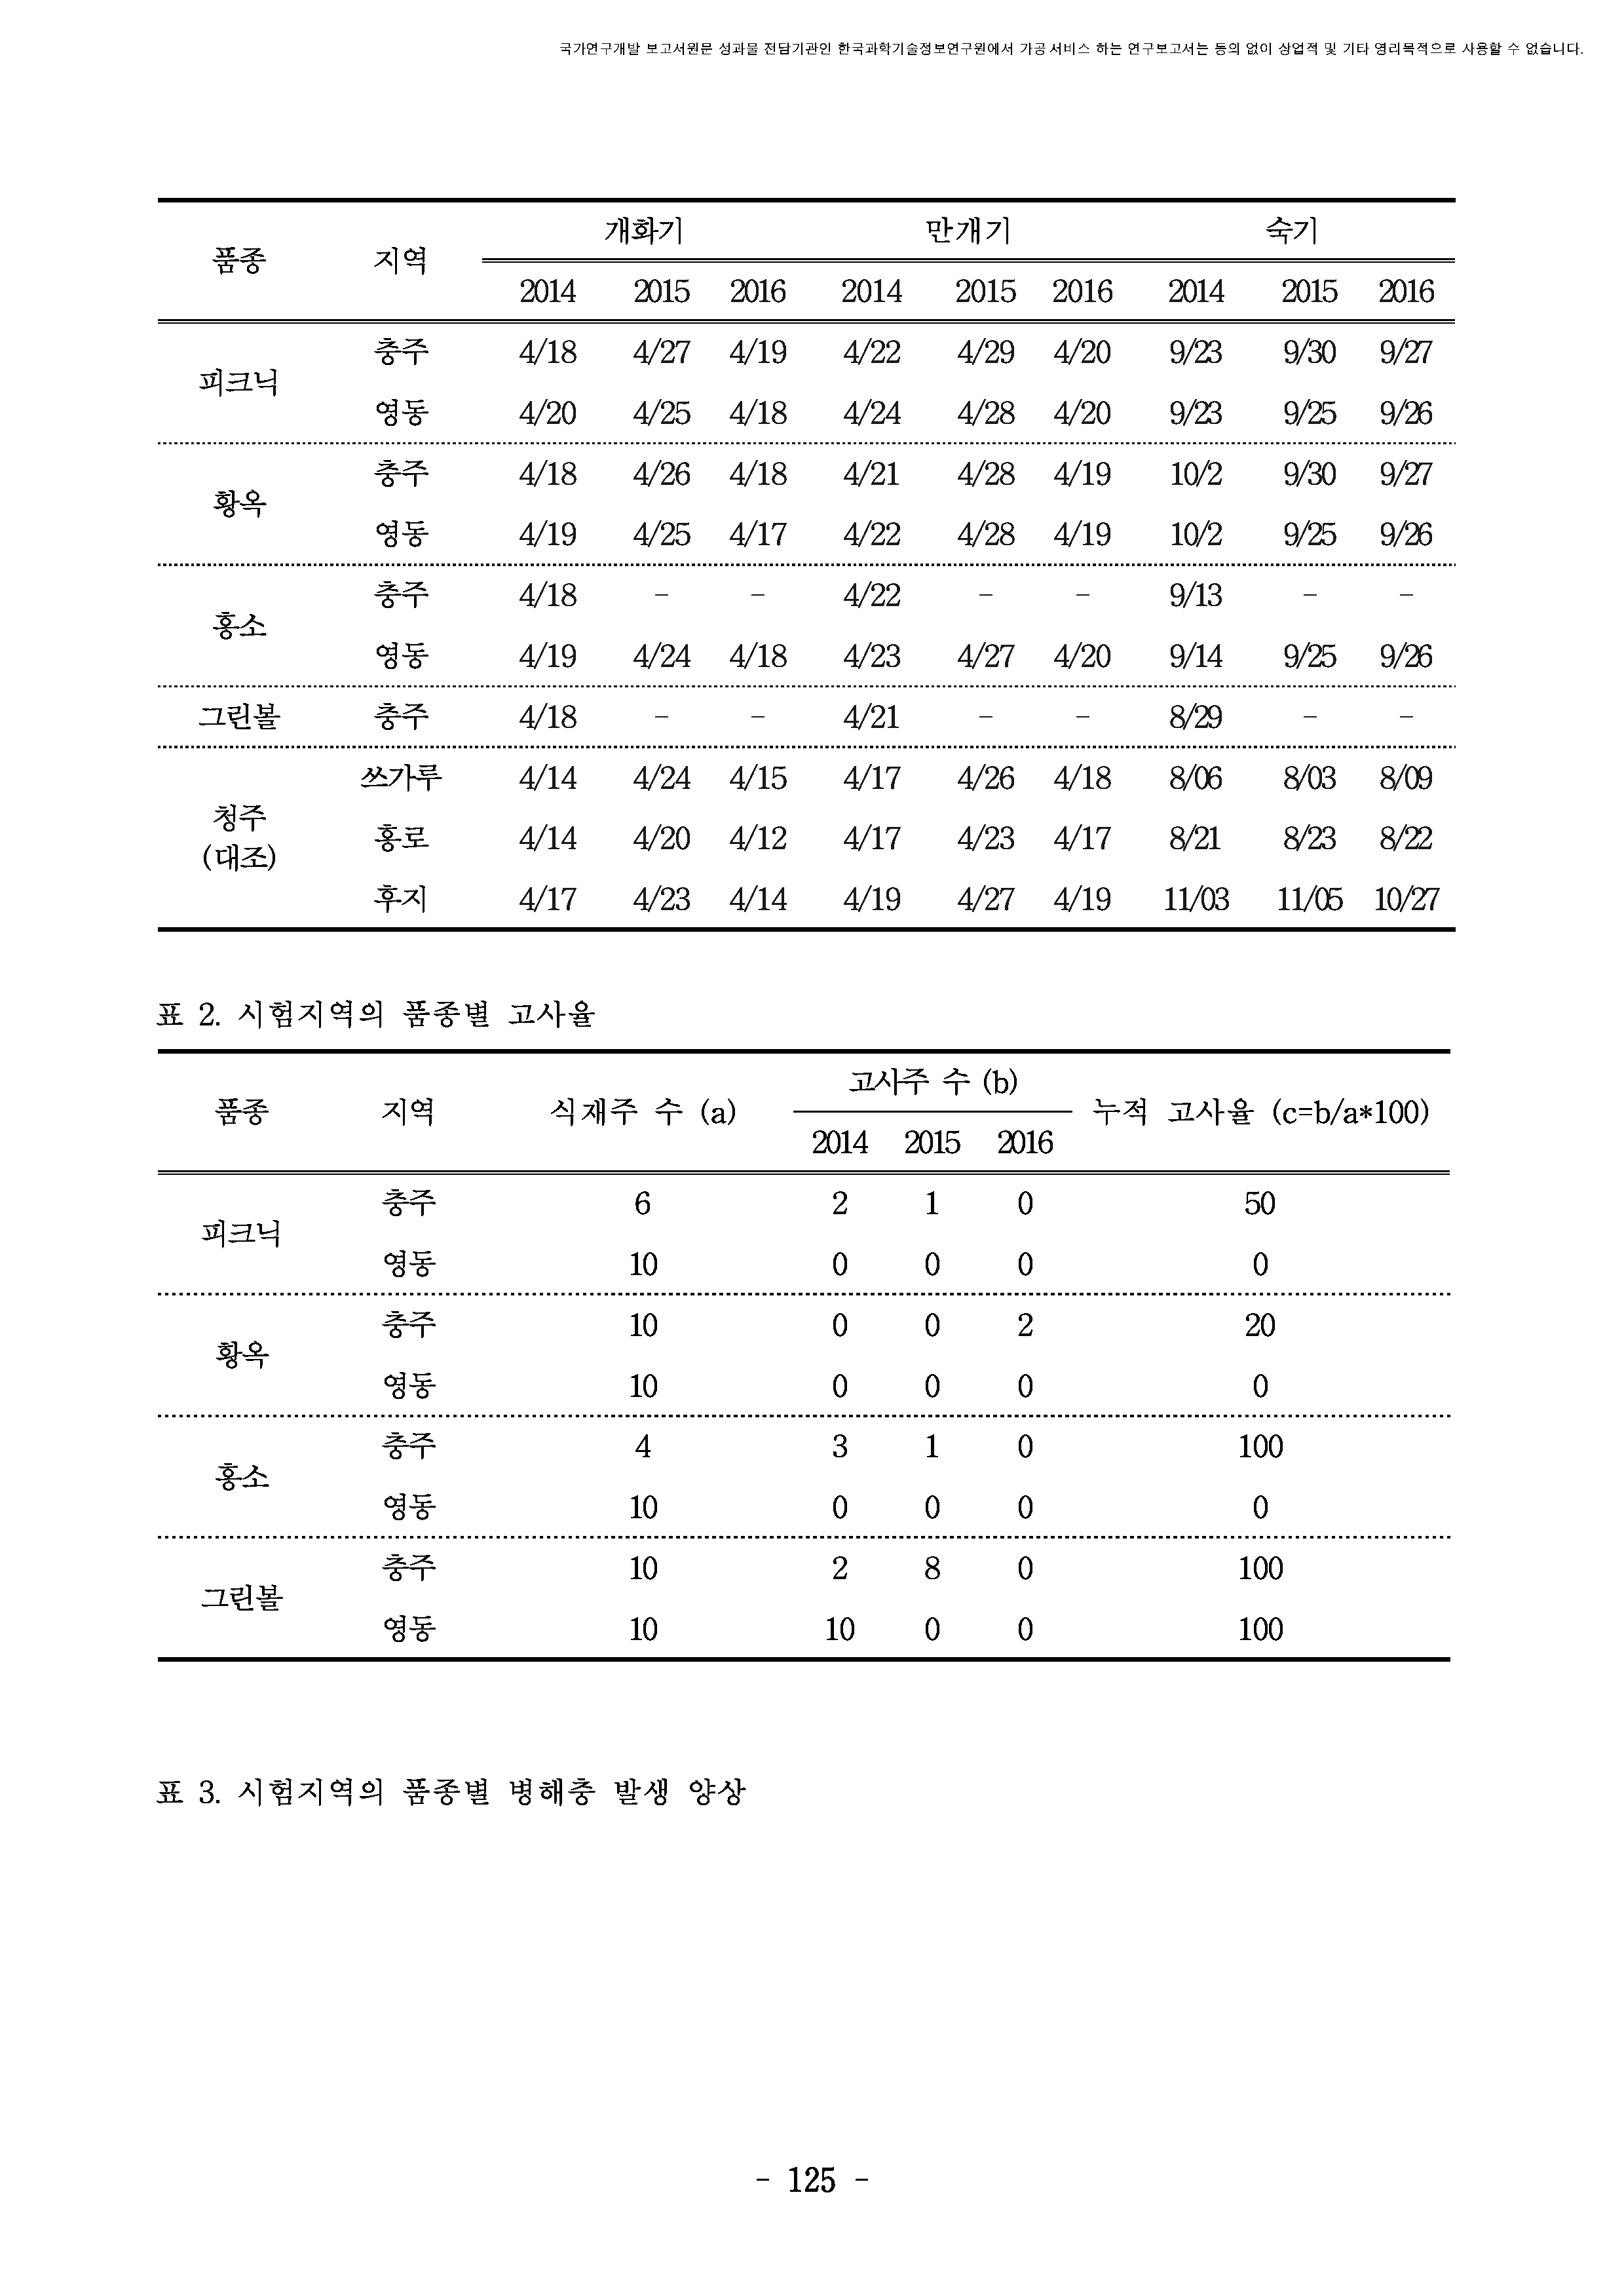 국가연구개발 보고서원문 성과물 전담기관인 한국과학기술정보연구원에서 가공·서비스 하는 연구보고서는 동의 없이 상업적 및 기타 영리목적으로 사용할 수 없습니다.
품종 지역 개화기 만개기 숙기
2014 2015 2016 2014 2015 2016 2014 2015 2016
피크닉 충주 4/18 4/27 4/19 4/22 4/29 4/20 9/23 9/30 9/27
영동 4/20 4/25 4/18 4/24 4/28 4/20 9/23 9/25 9/26
황옥 충주 4/18 4/26 4/18 4/21 4/28 4/19 10/2 9/30 9/27
영동 4/19 4/25 4/17 4/22 4/28 4/19 10/2 9/25 9/26
홍소 충주 4/18 - - 4/22 - - 9/13 - -
영동 4/19 4/24 4/18 4/23 4/27 4/20 9/14 9/25 9/26
그린볼 충주 4/18 - - 4/21 - - 8/29 - -
청주 (대조) 쓰가루 4/14 4/24 4/15 4/17 4/26 4/18 8/06 8/03 8/09
홍로 4/14 4/20 4/12 4/17 4/23 4/17 8/21 8/23 8/22
후지 4/17 4/23 4/14 4/19 4/27 4/19 11/03 11/05 10/27
표 2. 시험지역의 품종별 고사율
품종 지역 식재주 수 (a) 고사주 수 (b) 누적 고사율 (c=b/a*100)
2014 2015 2016
피크닉 충주 6 2 1 0 50
영동 10 0 0 0 0
황옥 충주 10 0 0 2 20
영동 10 0 0 0 0
홍소 충주 4 3 1 0 100
영동 10 0 0 0 0
그린볼 충주 10 2 8 0 100
영동 10 10 0 0 100
표 3. 시험지역의 품종별 병해충 발생 양상
- 125 -